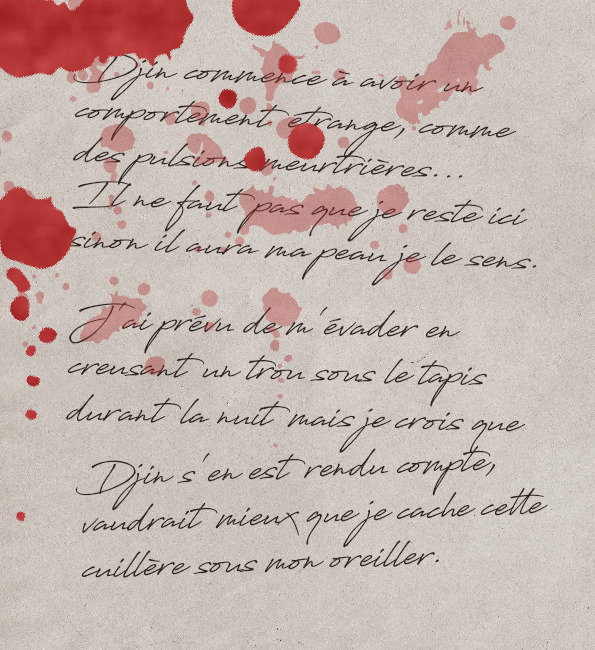 Djin commence à avoir un
comportement etrange, comme
des pulsions meurtrières...
Il ne faut pas que je reste ici
sinon il aura ma peau je le sens.
J'ai prévu de m'évader en
creusant un trou sous le tapis
durant la nuit mais je crois que
Djin s'en est rendu compte,
vaudrait mieux que je cache cette
cuillère sous mon oreiller.